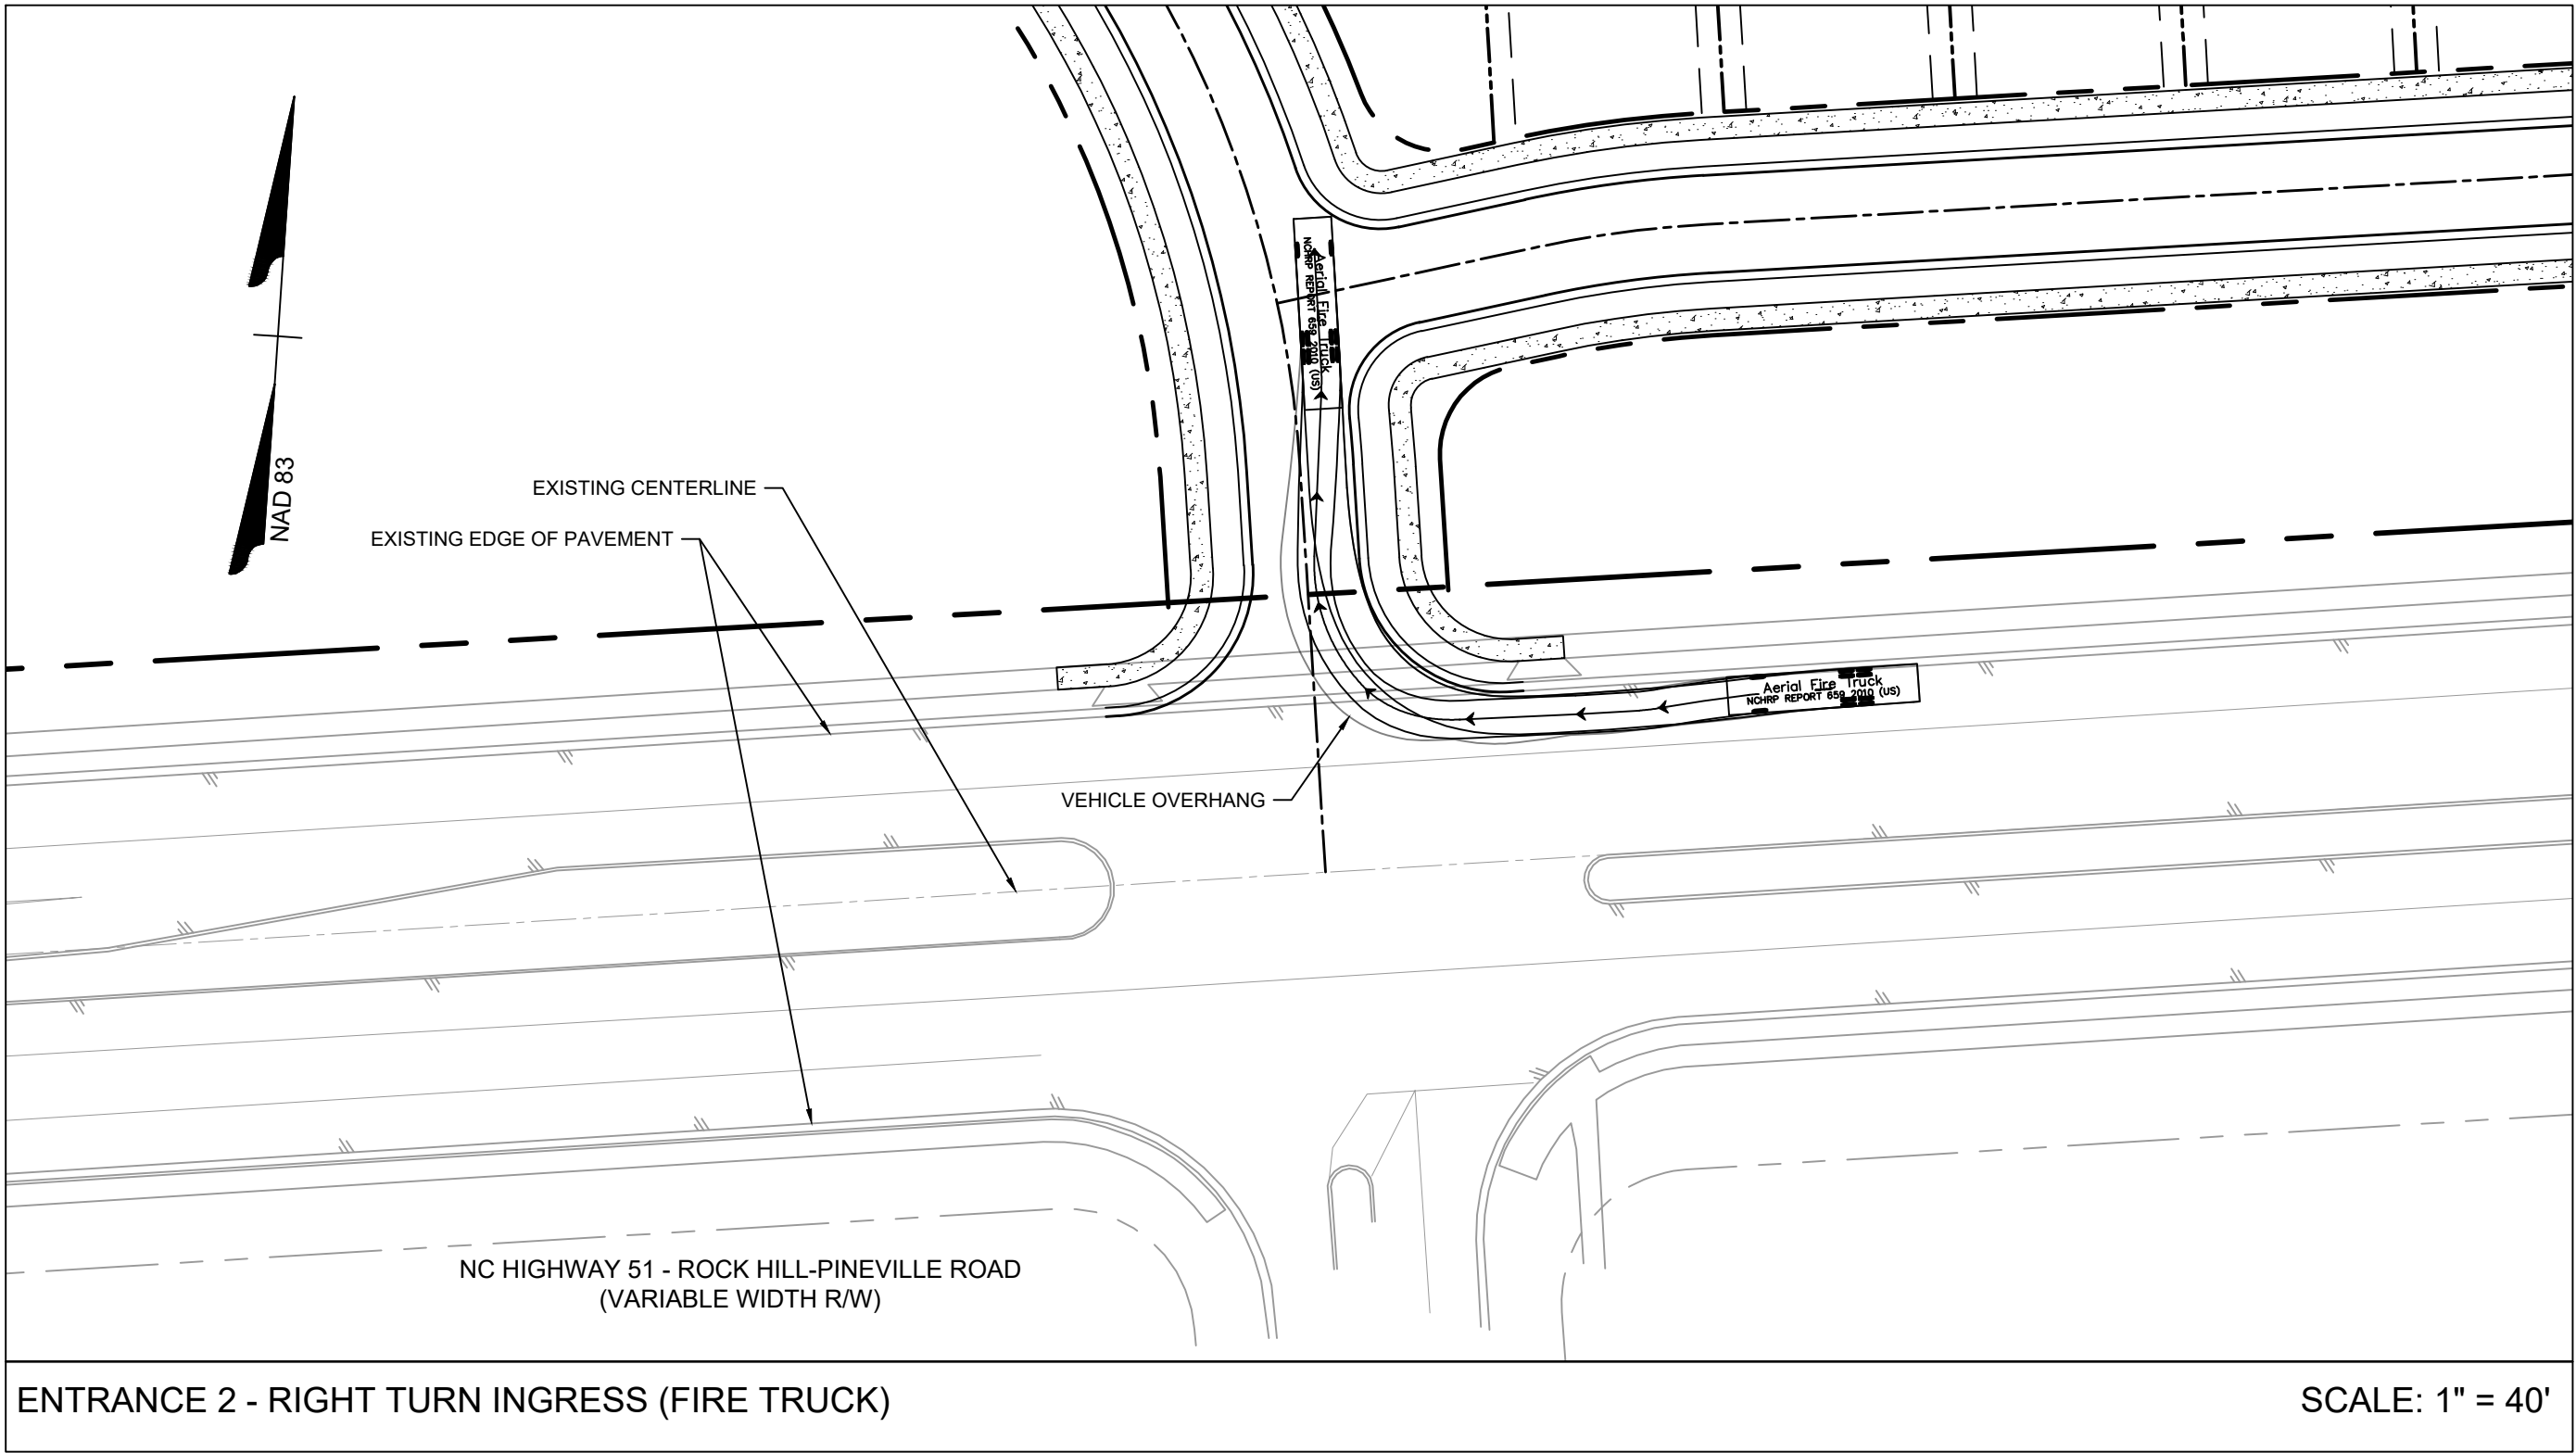 NAD 83
EXISTING CENTERLINE
EXISTING EDGE OF PAVEMENT
Aerial Fire Truck
NCHRP REPORT 659 2010 (US)
Aerial Fire Truck
NCHRP REPORT 659 2010 (US)
VEHICLE OVERHANG
NC HIGHWAY 51 - ROCK HILL-PINEVILLE ROAD
(VARIABLE WIDTH R/W)
ENTRANCE 2 - RIGHT TURN INGRESS (FIRE TRUCK)
SCALE: 1" = 40'